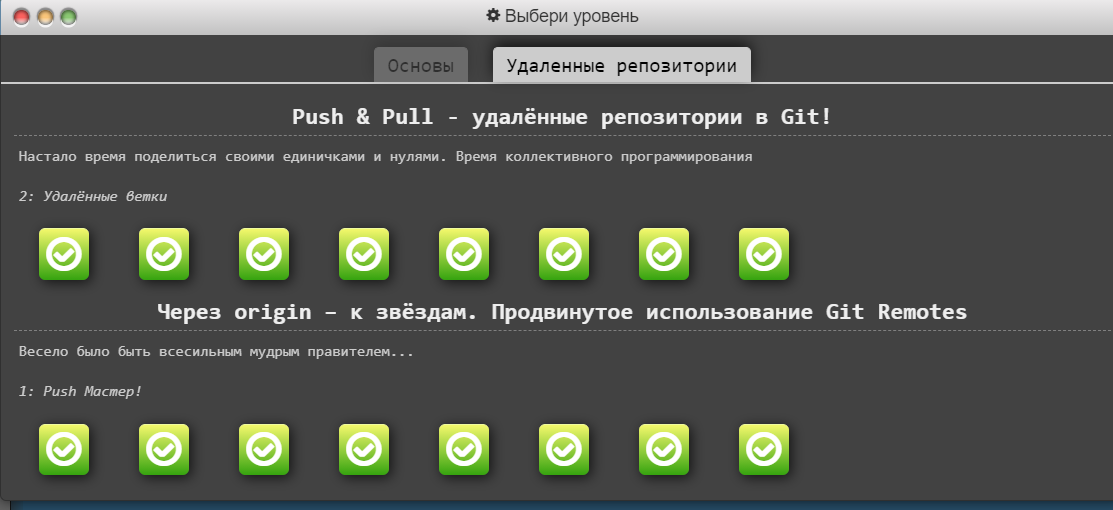 Выбери уровень
Основы
Удаленные репозитории
Push & Pull - удалённые репозитории в Git!
Настало время поделиться своими единичками и нулями. Время коллективного программирования
2: Удалённые ветки
Через origin – к звёздам. Продвинутое использование Git Remotes
Весело было быть всесильным мудрым правителем...
1: Push Мастер!